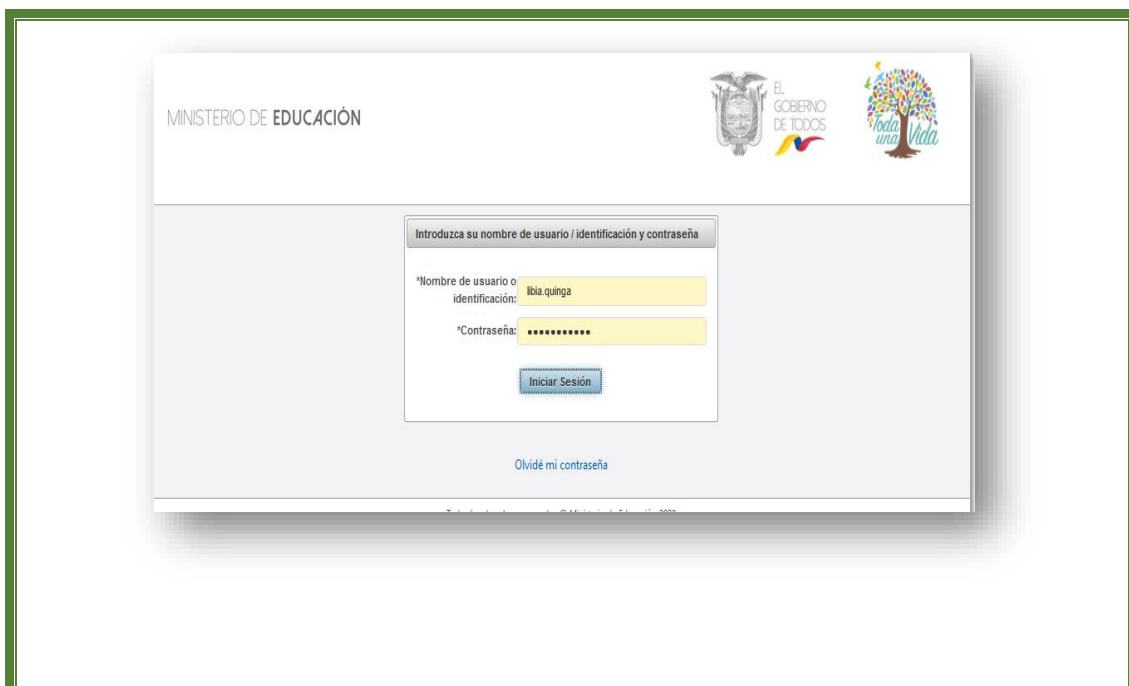 MINISTERIO DE EDUCACIÓN
EL
GOBIERNO
DE TODOS
Toda
una Vida
Introduzca su nombre de usuario / identificación y contraseña
*Nombre de usuario o
identificación:
libia.quinga
*Contraseña:
•••••••••••
Iniciar Sesión
Olvidé mi contraseña